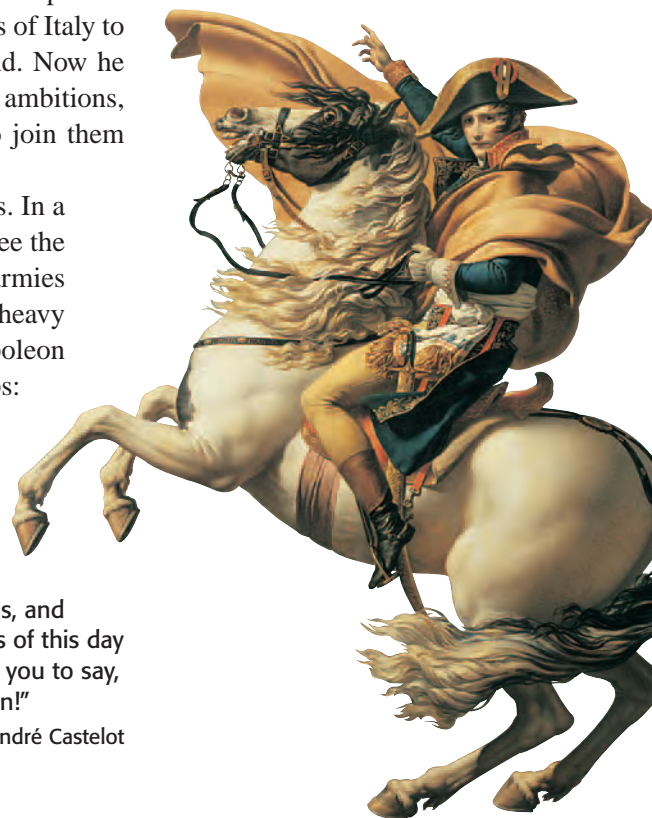 s of Italy to
d. Now he
ambitions,
join them
s. In a
ee the
rmies
heavy
poleon
os:
s, and
s of this day
you to say,
n!”
ndré Castelot